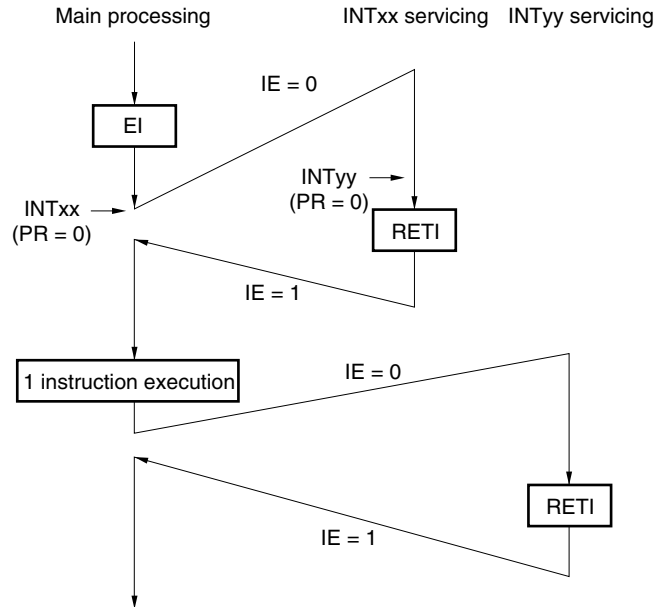 Main processing
INTxx servicing
INTyy servicing
IE = 0
EI
INTyy
(PR = 0)
INTxx
(PR = 0)
RETI
IE = 1
1 instruction execution
IE = 0
RETI
IE = 1